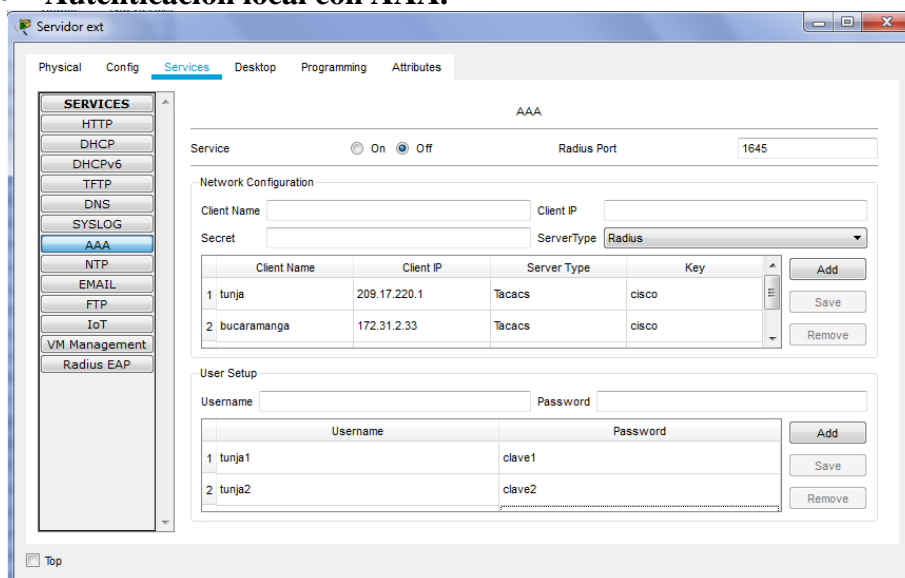 Autenticación local con AAA.
Servidor ext
Physical Config Services Desktop Programming Attributes
SERVICES
HTTP
DHCP
DHCPv6
TFTP
DNS
SYSLOG
AAA
NTP
EMAIL
FTP
IoT
VM Management
Radius EAP
AAA
Service On Off Radius Port 1645
Network Configuration
Client Name Client IP
Secret ServerType Radius
Client Name Client IP Server Type Key
1 tunja 209.17.220.1 Tacacs cisco
2 bucaramanga 172.31.2.33 Tacacs cisco
Add
Save
Remove
User Setup
Username Password
Username Password
1 tunja1 clave1
2 tunja2 clave2
Add
Save
Remove
Top